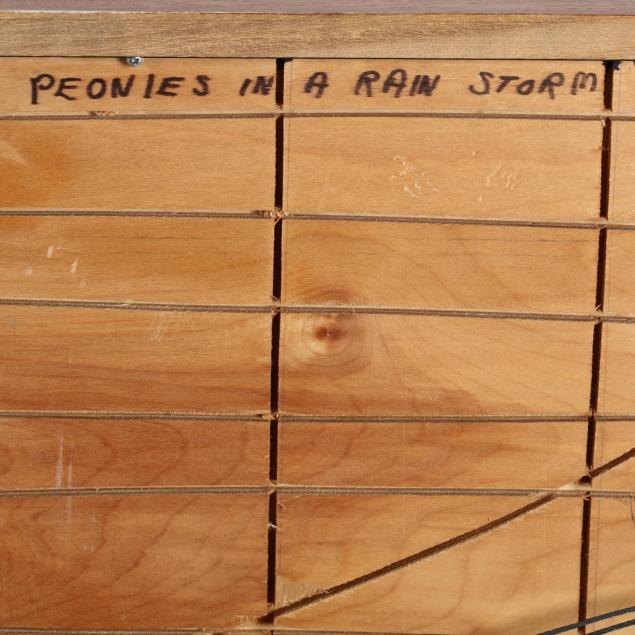 PEONIES IN A RAIN STORM